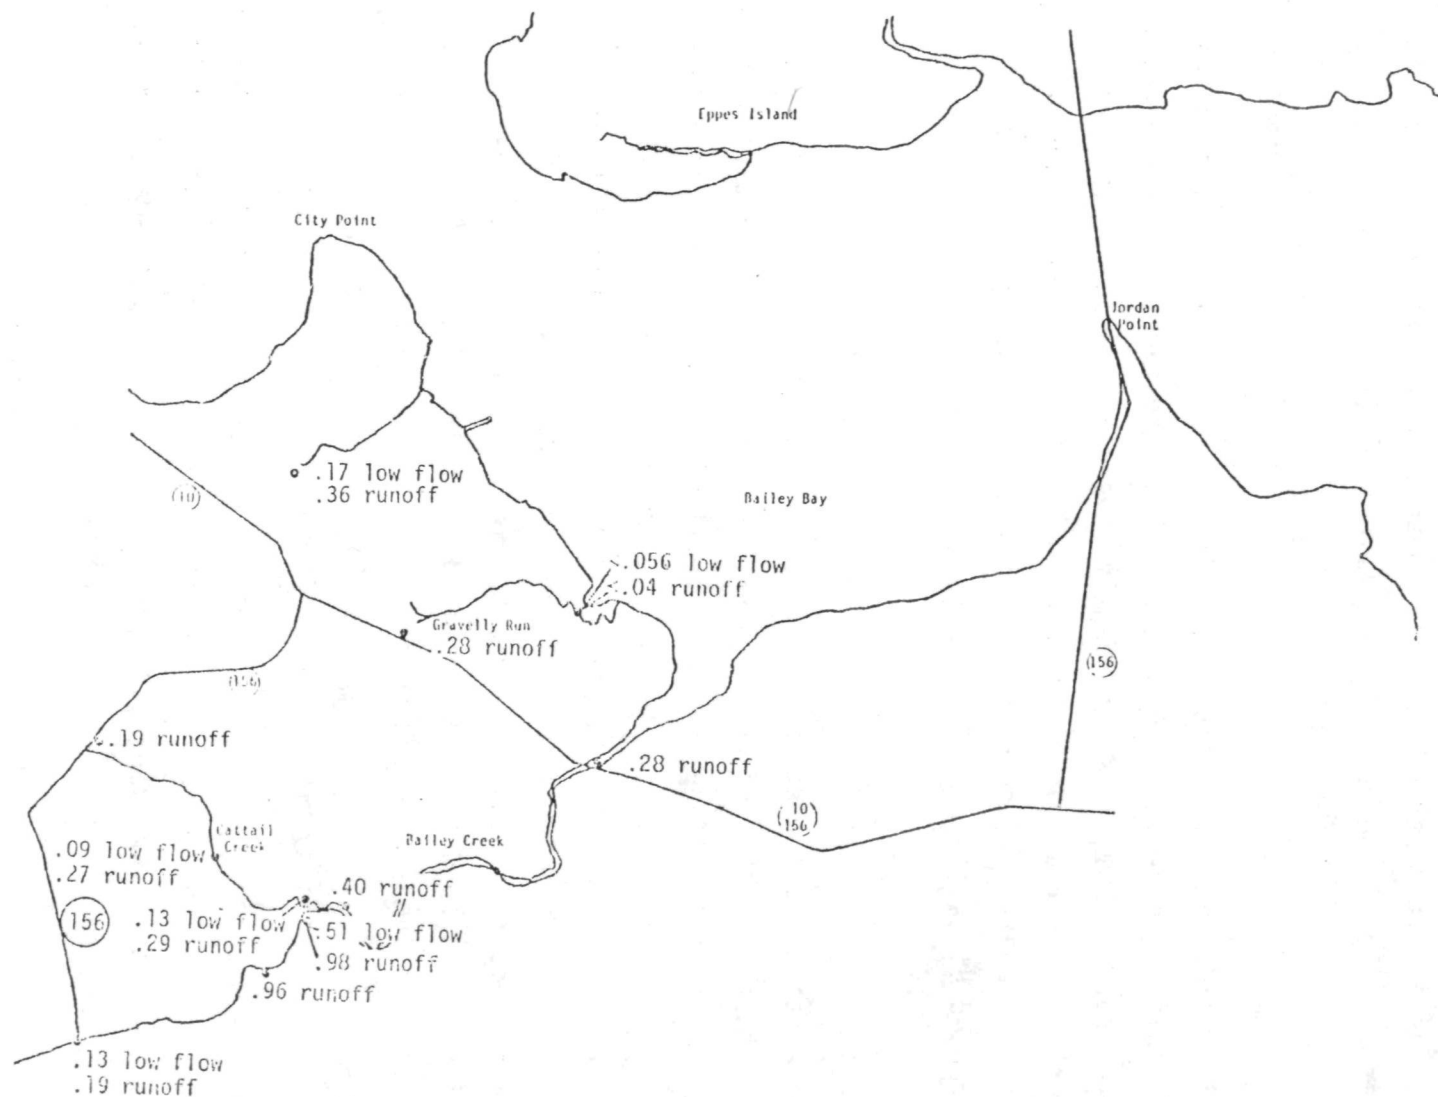 Eppes Island
City Point
Jordan
Point
.17 low flow
.36 runoff
(10)
Bailey Bay
.056 low flow
.04 runoff
Gravelly Run
.28 runoff
(156)
(156)
.19 runoff
.28 runoff
10
156
Cattail
Creek
Bailey Creek
.09 low flow
.27 runoff
.40 runoff
156
.13 low flow
.29 runoff
.51 low flow
.98 runoff
.96 runoff
.13 low flow
.19 runoff